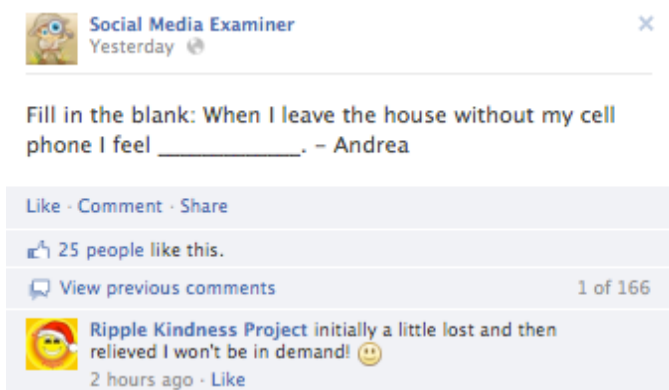 Social Media Examiner
Yesterday
Fill in the blank: When I leave the house without my cell
phone I feel _____________. – Andrea
Like · Comment · Share
25 people like this.
View previous comments 1 of 166
Ripple Kindness Project initially a little lost and then
relieved I won't be in demand!
2 hours ago · Like